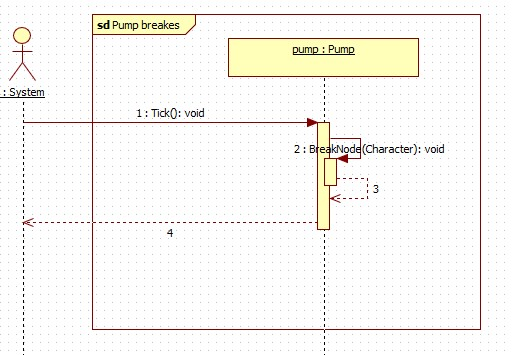 sd Pump breakes
pump : Pump
: System
1 : Tick(): void
2 : BreakNode(Character): void
3
4